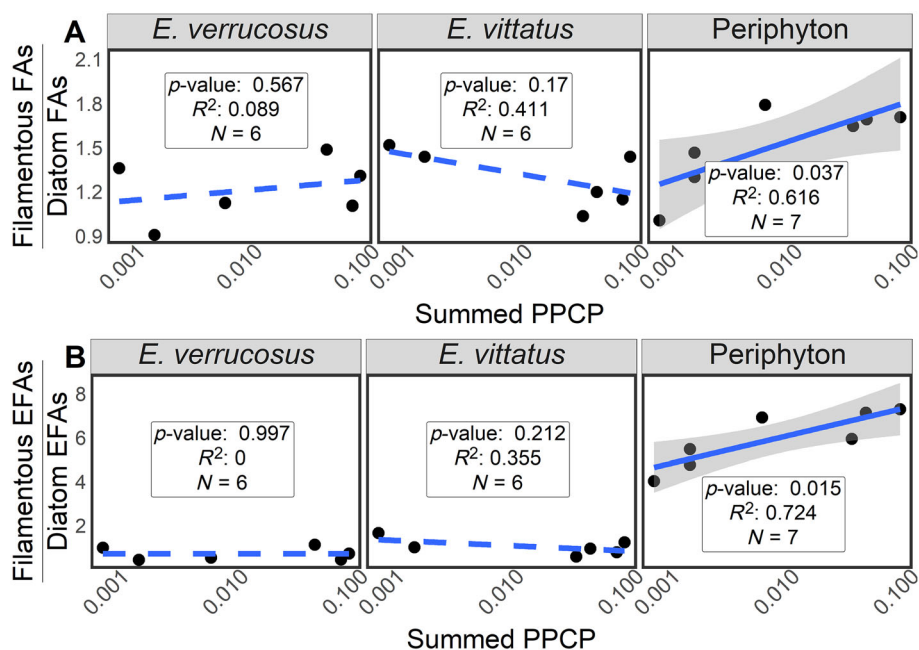 A
E. verrucosus
E. vittatus
Periphyton
Filamentous FAs
Diatom FAs
2.1
1.8
1.5
1.2
0.9
p-value: 0.567
R²: 0.089
N = 6
p-value: 0.17
R²: 0.411
N = 6
p-value: 0.037
R²: 0.616
N = 7
0.001
0.010
0.100
0.001
0.010
0.100
0.001
0.010
0.100
Summed PPCP
B
E. verrucosus
E. vittatus
Periphyton
Filamentous EFAs
Diatom EFAs
8
6
4
2
p-value: 0.997
R²: 0
N = 6
p-value: 0.212
R²: 0.355
N = 6
p-value: 0.015
R²: 0.724
N = 7
0.001
0.010
0.100
0.001
0.010
0.100
0.001
0.010
0.100
Summed PPCP